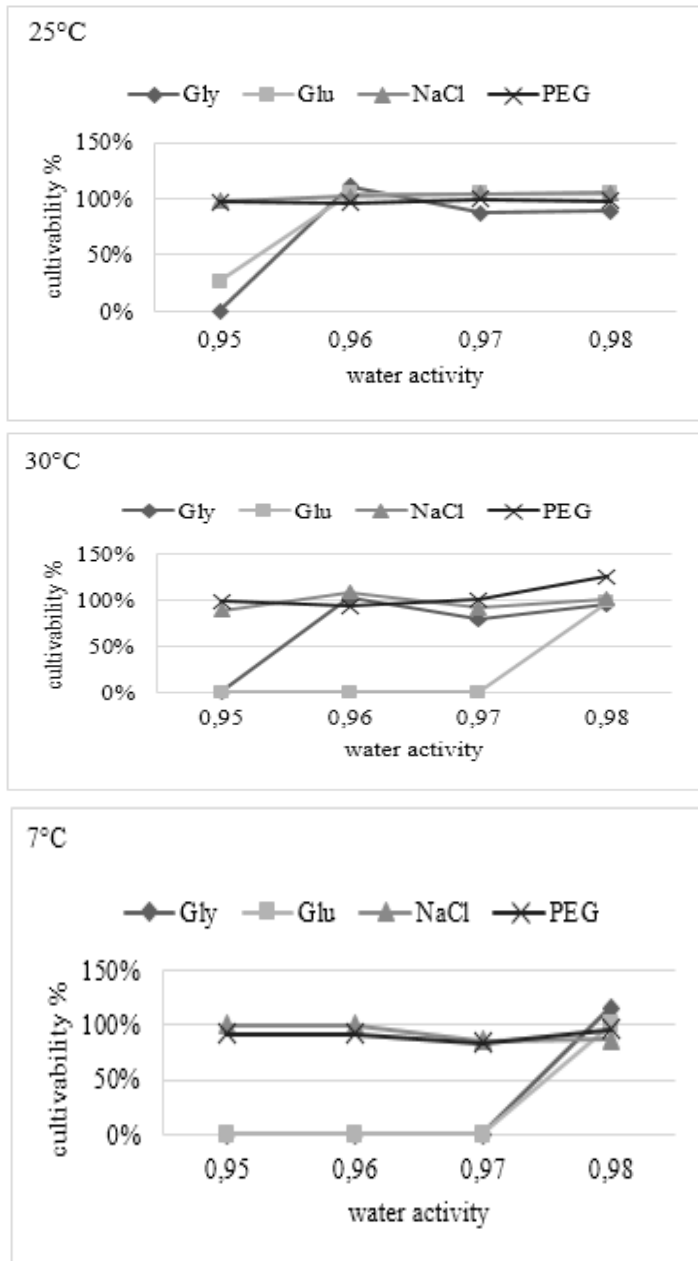 25°C
Gly Glu NaCl PEG
150%
100%
50%
0%
cultivability %
0,95 0,96 0,97 0,98
water activity
30°C
Gly Glu NaCl PEG
150%
100%
50%
0%
cultivability %
0,95 0,96 0,97 0,98
water activity
7°C
Gly Glu NaCl PEG
150%
100%
50%
0%
cultivability %
0,95 0,96 0,97 0,98
water activity